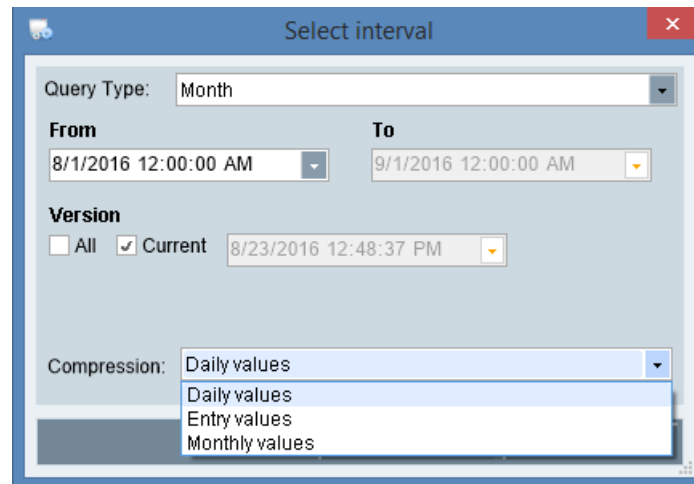 Select interval
Query Type: Month
From To
8/1/2016 12:00:00 AM 9/1/2016 12:00:00 AM
Version
All Current 8/23/2016 12:48:37 PM
Compression: Daily values
Daily values
Entry values
Monthly values